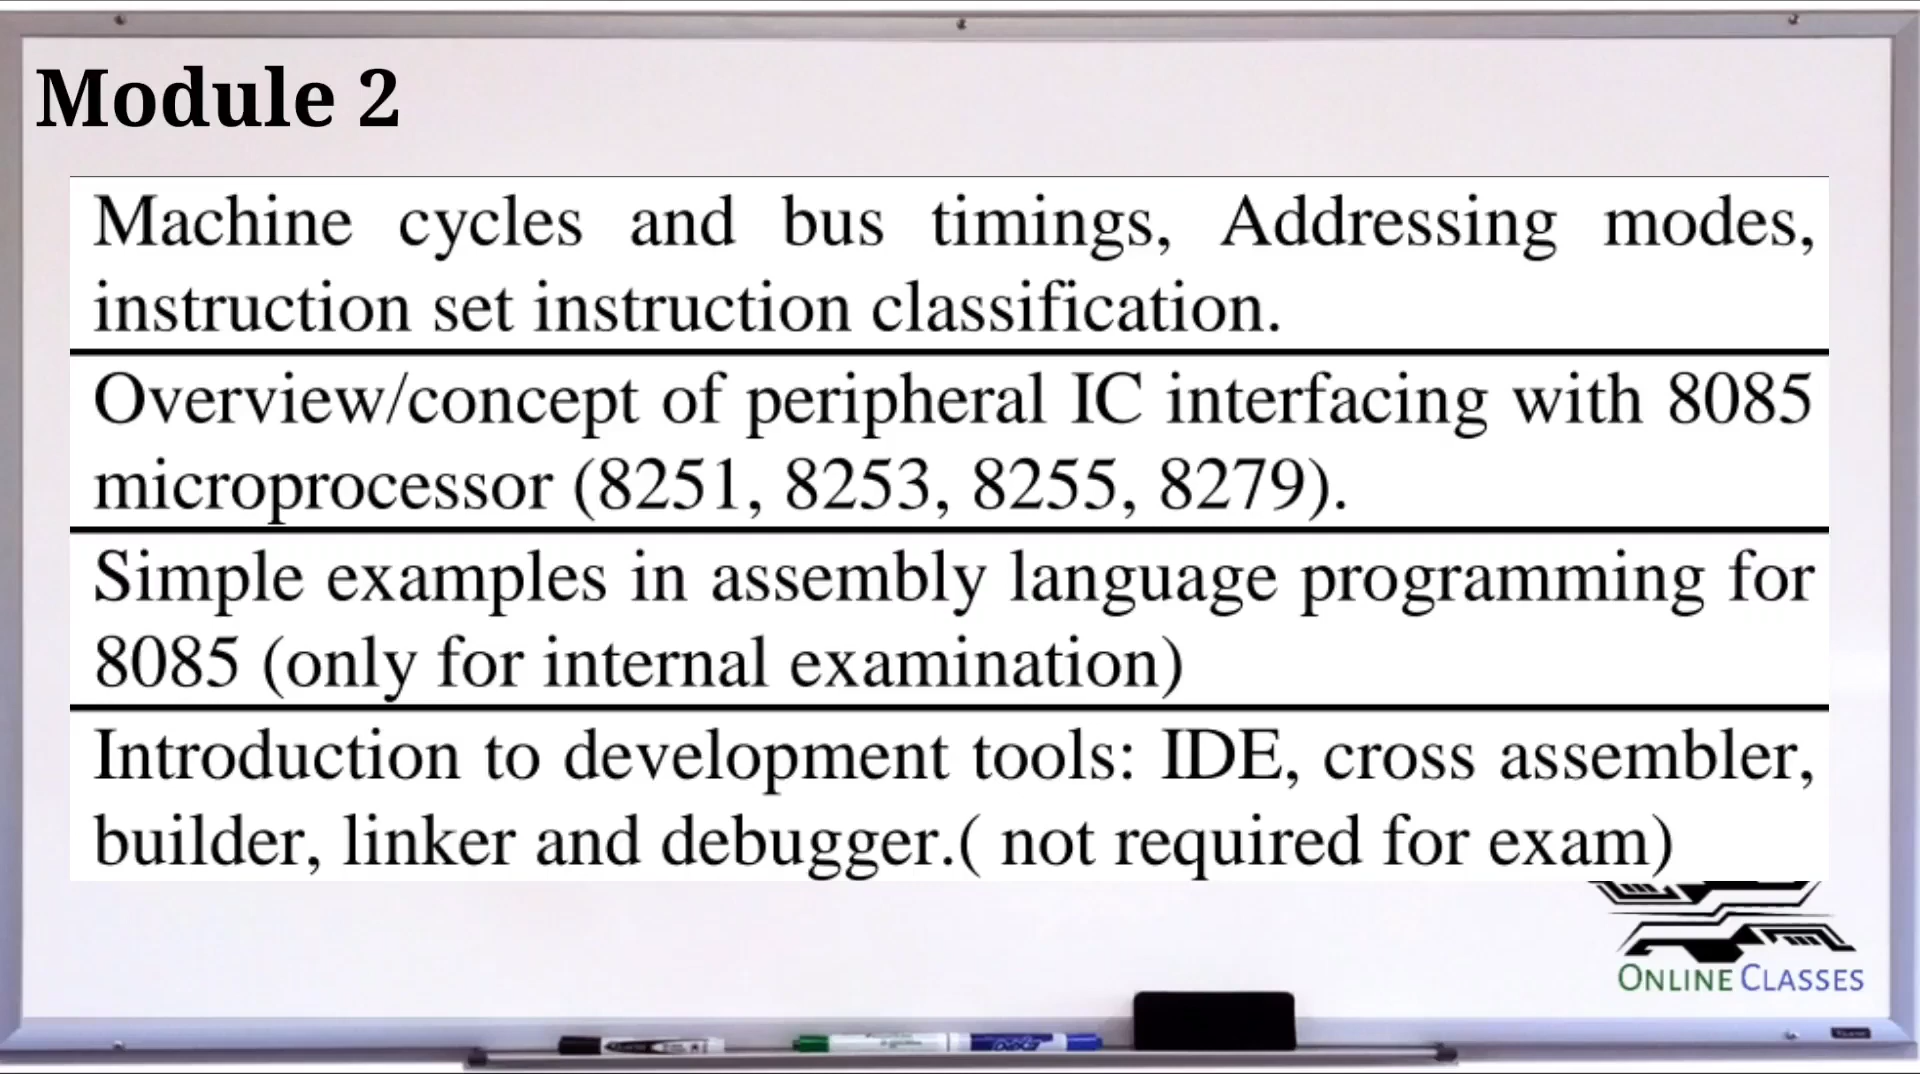 Module 2
Machine cycles and bus timings, Addressing modes,
instruction set instruction classification.
Overview/concept of peripheral IC interfacing with 8085
microprocessor (8251, 8253, 8255, 8279).
Simple examples in assembly language programming for
8085 (only for internal examination)
Introduction to development tools: IDE, cross assembler,
builder, linker and debugger.( not required for exam)
ONLINE CLASSES